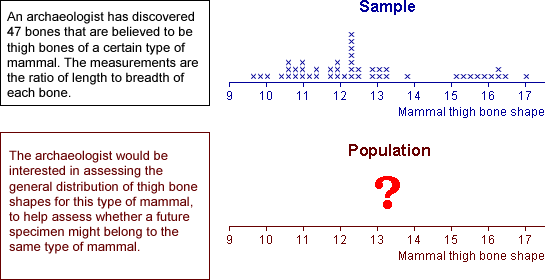 An archaeologist has discovered
47 bones that are believed to be
thigh bones of a certain type of
mammal. The measurements are
the ratio of length to breadth of
each bone.
Sample
9 10 11 12 13 14 15 16 17
Mammal thigh bone shape
The archaeologist would be
interested in assessing the
general distribution of thigh bone
shapes for this type of mammal,
to help assess whether a future
specimen might belong to the
same type of mammal.
Population
?
9 10 11 12 13 14 15 16 17
Mammal thigh bone shape